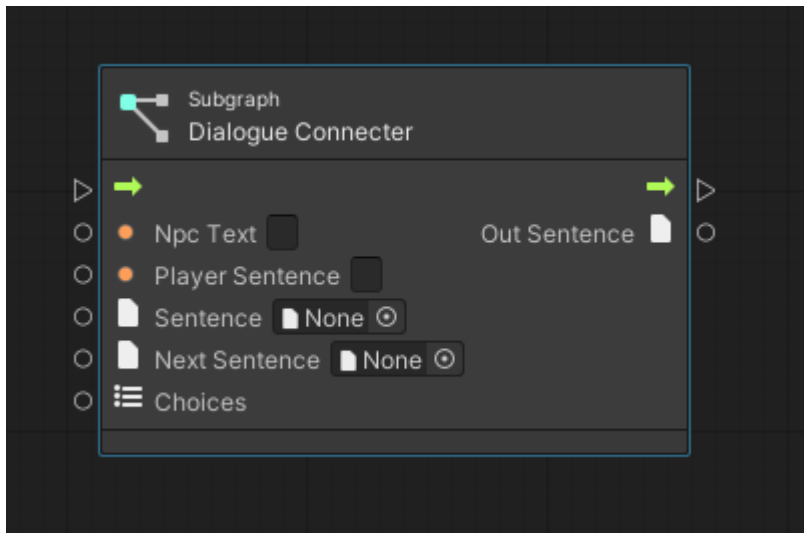 Subgraph
Dialogue Connecter
Npc Text
Out Sentence
Player Sentence
Sentence None
Next Sentence None
Choices